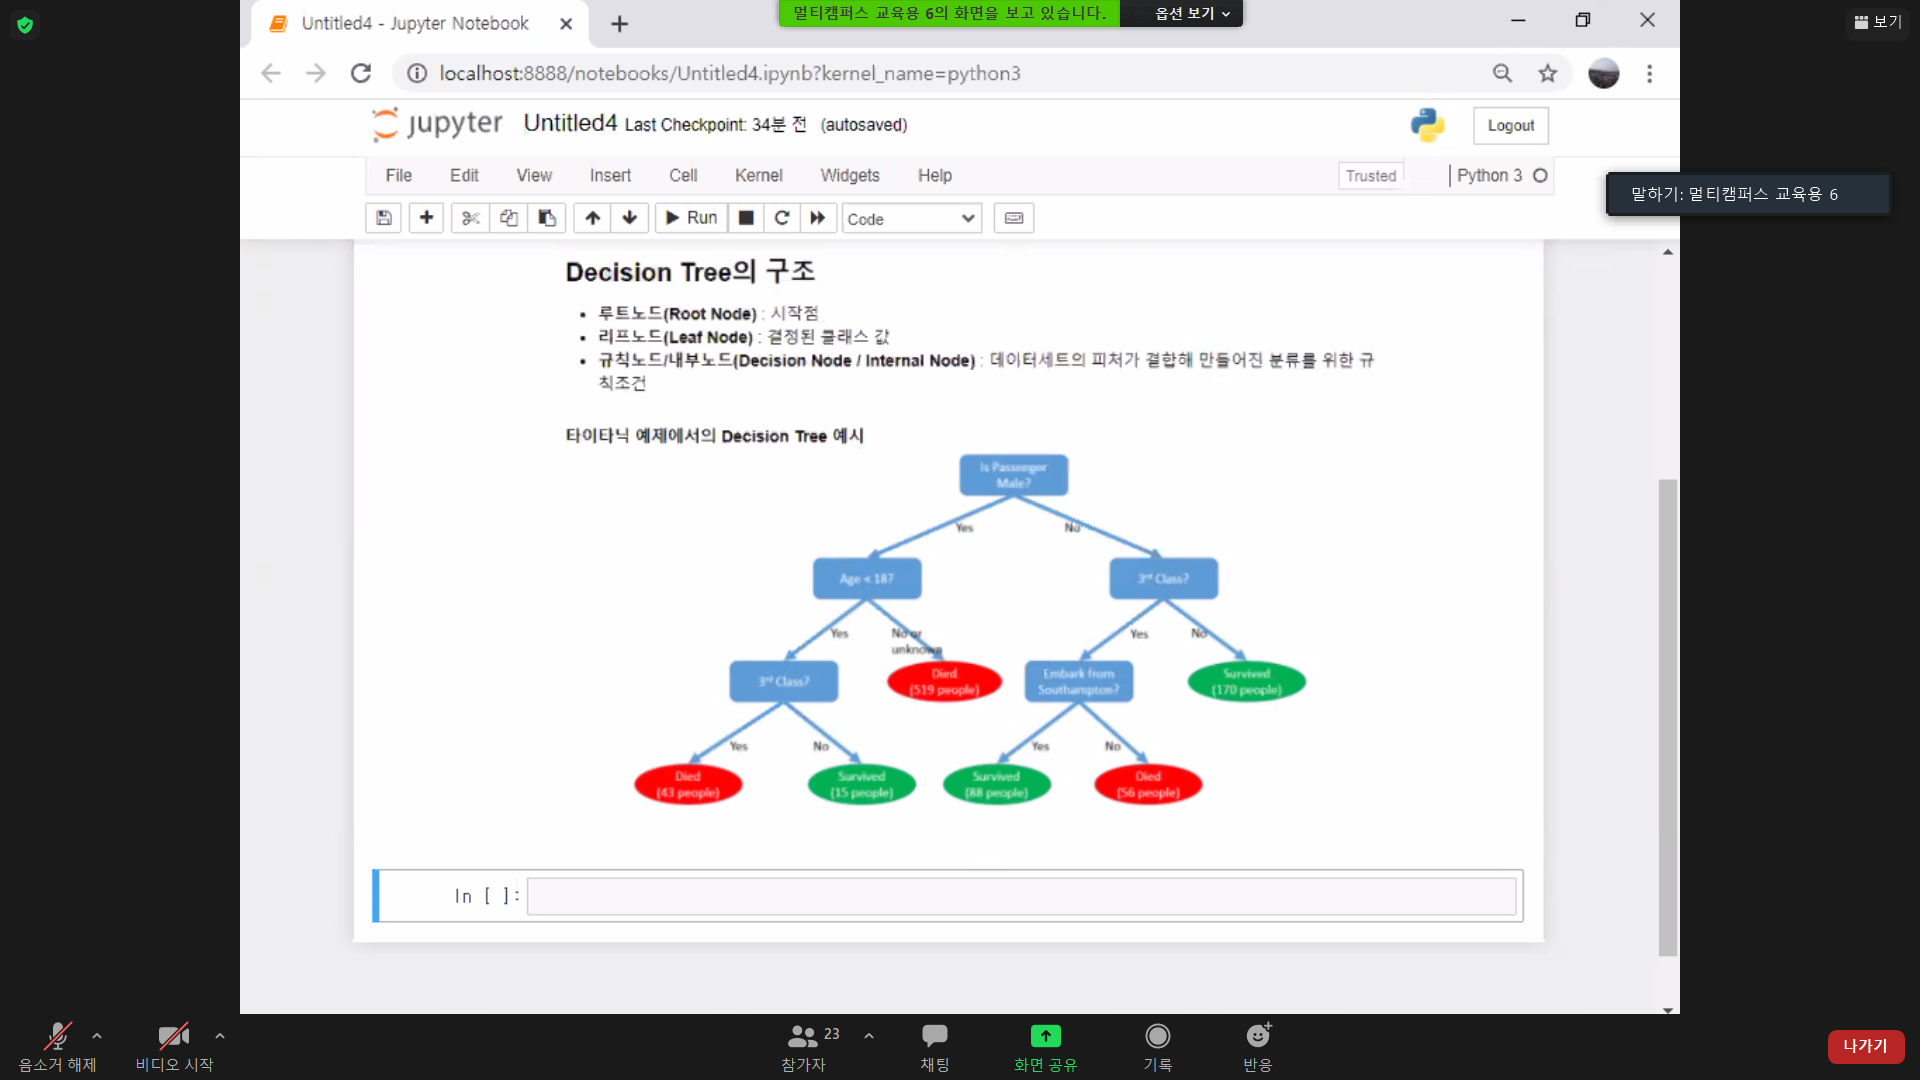 Untitled4 - Jupyter Notebook
멀티캠퍼스 교육용 6의 화면을 보고 있습니다.
옵션 보기
보기
localhost:8888/notebooks/Untitled4.ipynb?kernel_name=python3
jupyter Untitled4 Last Checkpoint: 34분 전 (autosaved)
Logout
File Edit View Insert Cell Kernel Widgets Help
Trusted
Python 3
말하기: 멀티캠퍼스 교육용 6
Run
Code
Decision Tree의 구조
• 루트노드(Root Node) : 시작점
• 리프노드(Leaf Node) : 결정된 클래스 값
• 규칙노드/내부노드(Decision Node / Internal Node) : 데이터세트의 피처가 결합해 만들어진 분류를 위한 규
칙조건
타이타닉 예제에서의 Decision Tree 예시
Is Passenger
Male?
Yes
No
Age < 18?
3rd Class?
Yes
No or
unknown
Yes
No
3rd Class?
Died
(519 people)
Embark from
Southampton?
Survived
(170 people)
Yes
No
Yes
No
Died
(43 people)
Survived
(15 people)
Survived
(88 people)
Died
(56 people)
In [ ]:
음소거 해제
비디오 시작
참가자
23
채팅
화면 공유
기록
반응
나가기